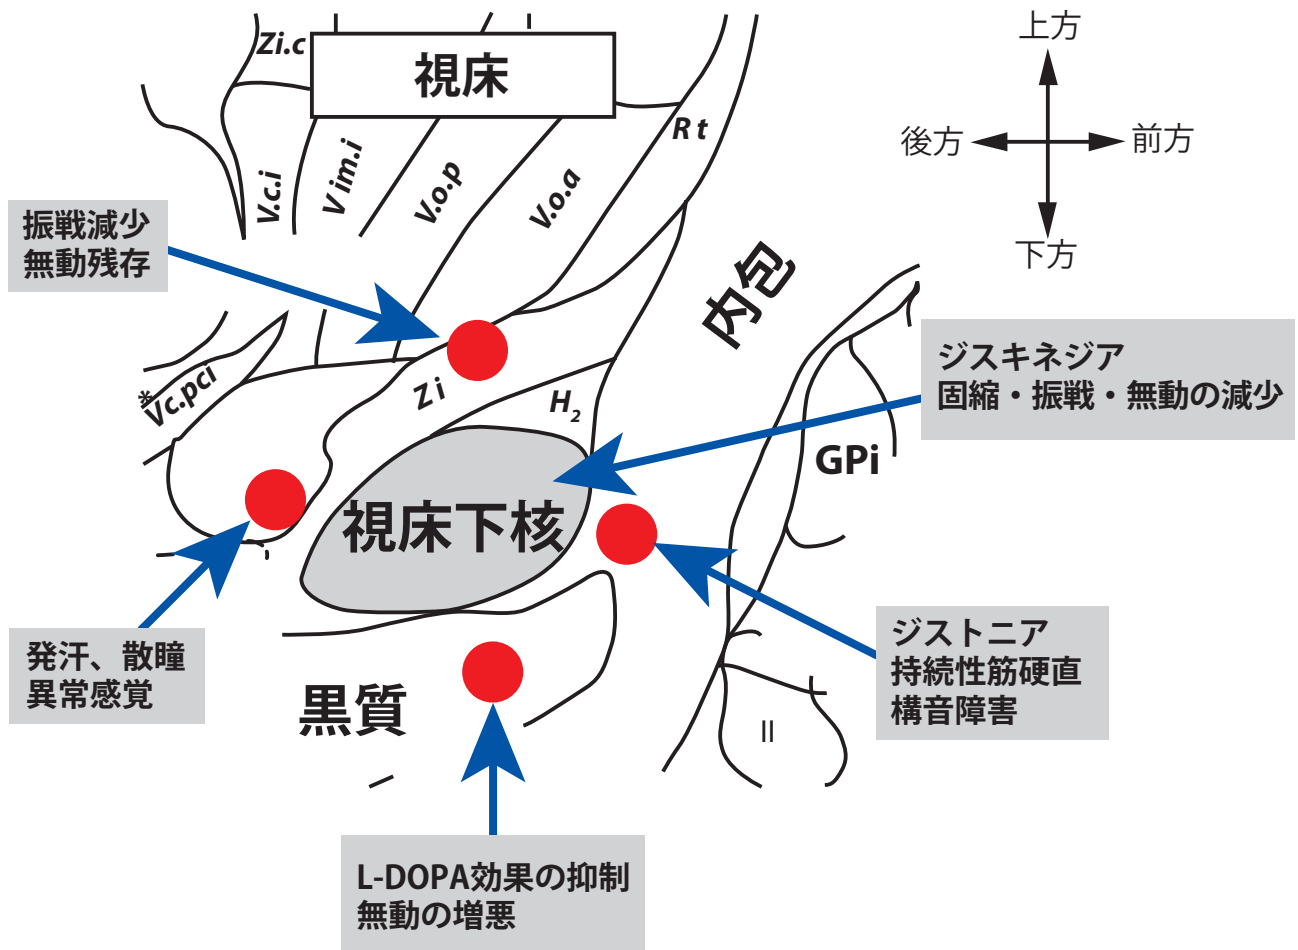 上方
Zi.c
視床
R t
後方
前方
V.c.i
V im.i
V.o.p
V.o.a
振戦減少
無動残存
下方
内包
ジスキネジア
固縮・振戦・無動の減少
*
Vc.pci
Z i
H2
GPi
視床下核
発汗、散瞳
異常感覚
ジストニア
持続性筋硬直
構音障害
黒質
II
L-DOPA効果の抑制
無動の増悪